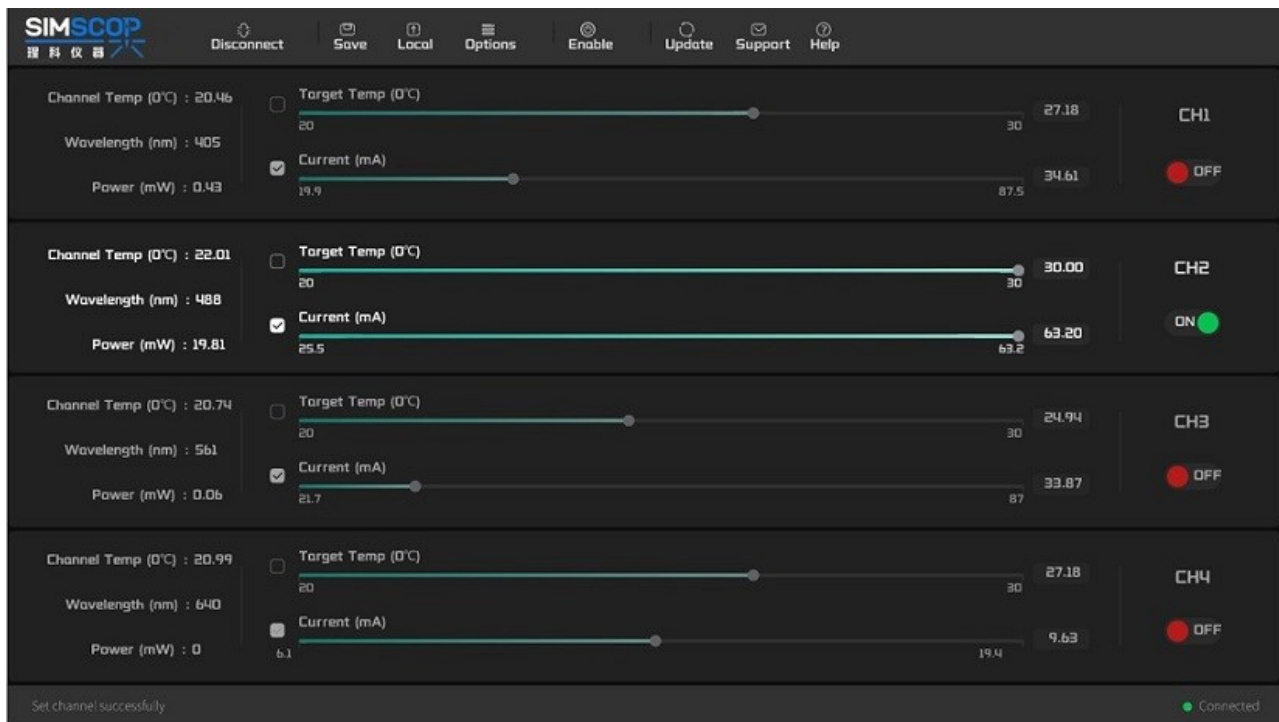 SIMSCOP
理科仪器
Disconnect Save Local Options Enable Update Support Help
Channel Temp (0℃) : 20.46
Wavelength (nm) : 405
Power (mW) : 0.43
Target Temp (0℃)
20 30
27.18
Current (mA)
19.9 87.5
34.61
CH1
OFF
Channel Temp (0℃) : 22.01
Wavelength (nm) : 488
Power (mW) : 19.81
Target Temp (0℃)
20 30
30.00
Current (mA)
25.5 63.2
63.20
CH2
ON
Channel Temp (0℃) : 20.74
Wavelength (nm) : 561
Power (mW) : 0.06
Target Temp (0℃)
20 30
24.94
Current (mA)
21.7 87
33.87
CH3
OFF
Channel Temp (0℃) : 20.99
Wavelength (nm) : 640
Power (mW) : 0
Target Temp (0℃)
20 30
27.18
Current (mA)
6.1 19.4
9.63
CH4
OFF
Set channel successfully
Connected